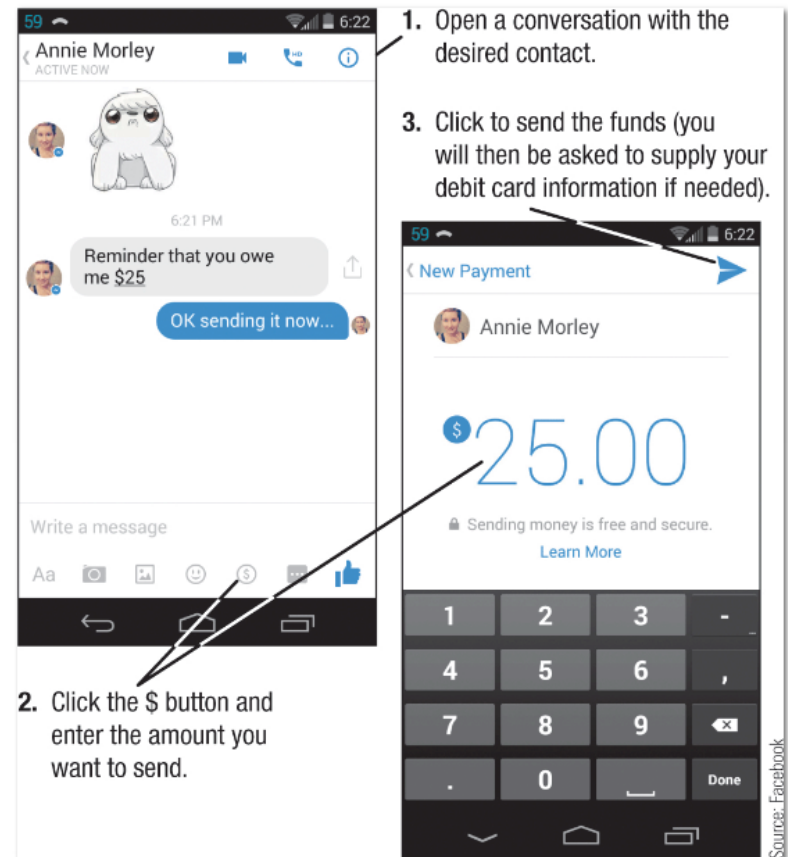 59 6:22
Annie Morley
ACTIVE NOW
HD
6:21 PM
Reminder that you owe
me $25
OK sending it now...
Write a message
Aa $
1. Open a conversation with the
desired contact.
2. Click the $ button and
enter the amount you
want to send.
3. Click to send the funds (you
will then be asked to supply your
debit card information if needed).
59 6:22
New Payment
Annie Morley
$25.00
Sending money is free and secure.
Learn More
1 2 3 -
4 5 6 ,
7 8 9
. 0 Done
Source: Facebook